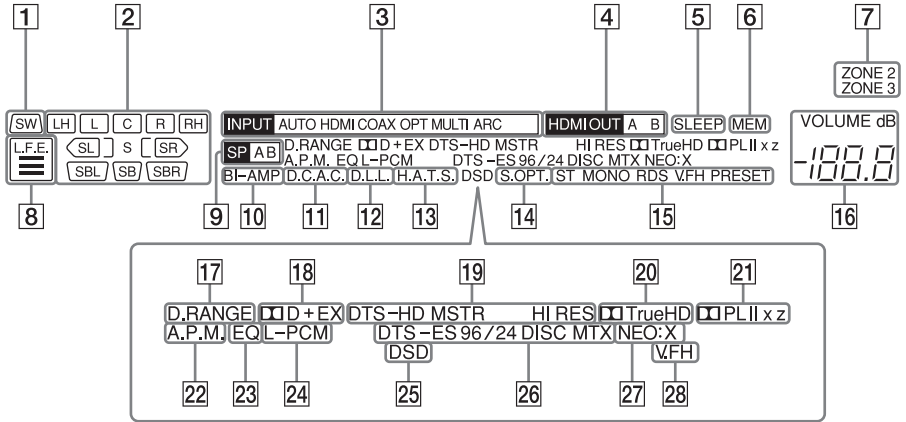 1 2 3 4 5 6 7
ZONE 2
ZONE 3
SW LH L C R RH INPUT AUTO HDMI COAX OPT MULTI ARC HDMI OUT A B SLEEP MEM VOLUME dB
L.F.E. SL S SR SP A B D.RANGE D+EX DTS-HD MSTR HI RES TrueHD PL II x z
A.P.M. EQ L-PCM DTS-ES 96/24 DISC MTX NEO:X -188.8
SBL SB SBR BI-AMP D.C.A.C. D.L.L. H.A.T.S. DSD S.OPT. ST MONO RDS V.FH PRESET
8 9 10 11 12 13 14 15 16
17 18 19 20 21
D.RANGE D+EX DTS-HD MSTR HI RES TrueHD PL II x z
A.P.M. EQ L-PCM DTS-ES 96/24 DISC MTX NEO:X
DSD V.FH
22 23 24 25 26 27 28